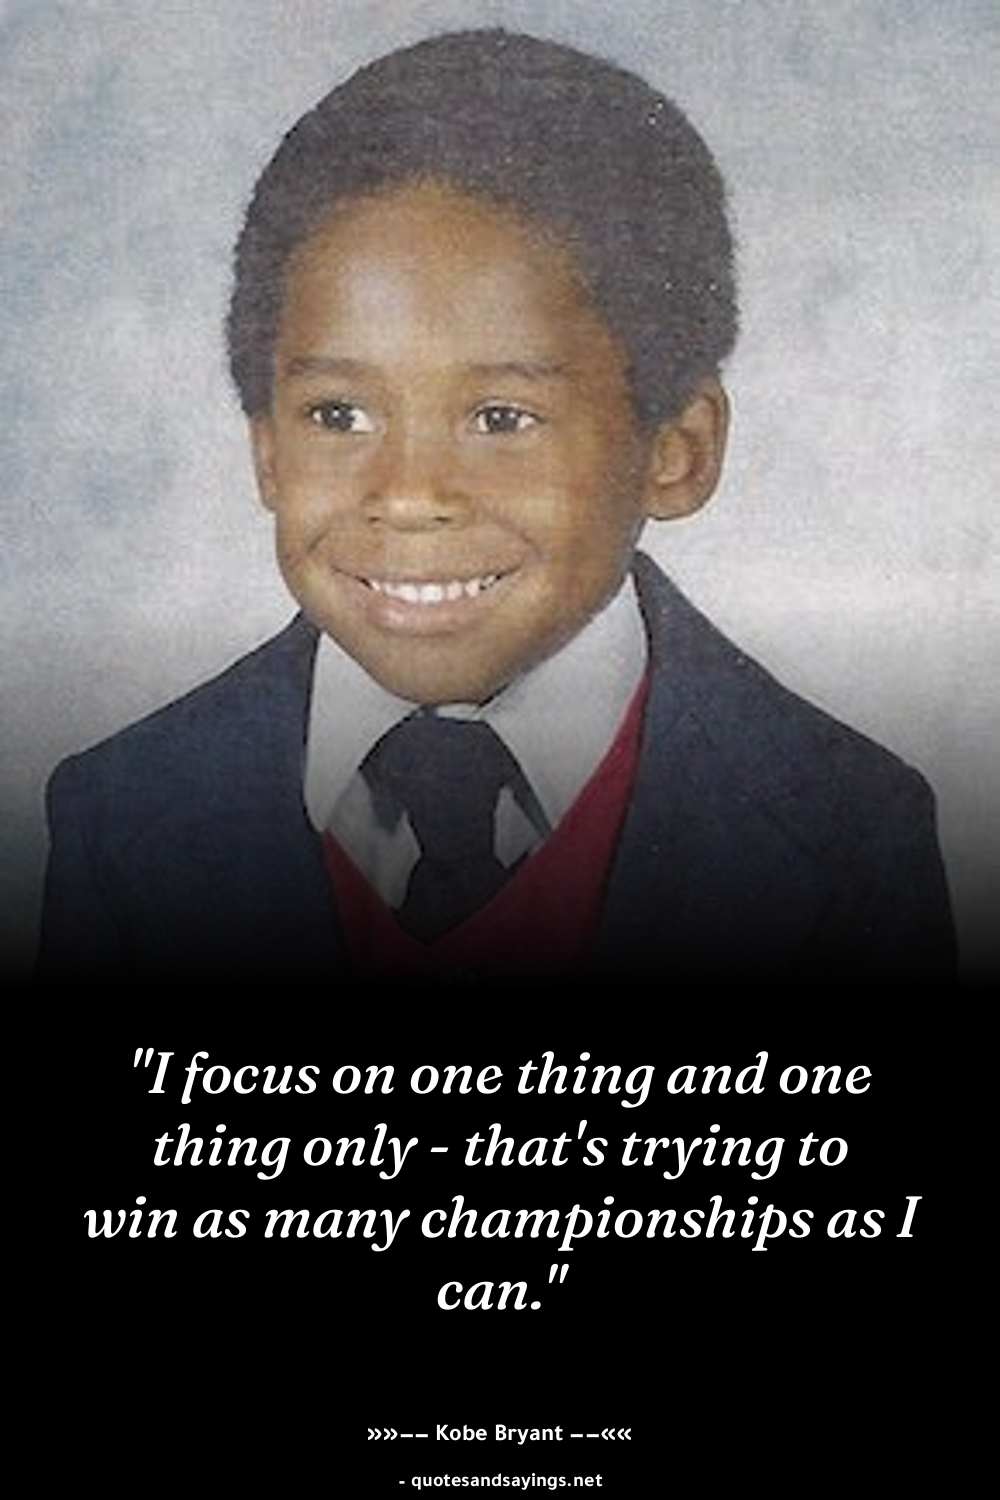 "I focus on one thing and one
thing only - that's trying to
win as many championships as I
can."
»»−− Kobe Bryant −−««
- quotesandsayings.net